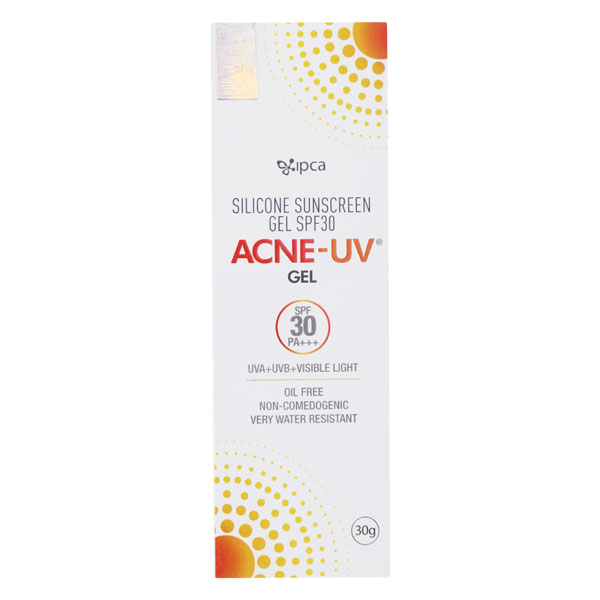 ipca
SILICONE SUNSCREEN
GEL SPF30
ACNE-UV®
GEL
SPF
30
PA+++
UVA+UVB+VISIBLE LIGHT
OIL FREE
NON-COMEDOGENIC
VERY WATER RESISTANT
30g